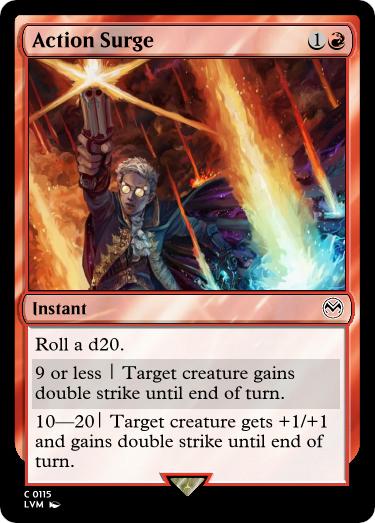 Action Surge 1
Instant
Roll a d20.
9 or less | Target creature gains
double strike until end of turn.
10—20| Target creature gets +1/+1
and gains double strike until end of
turn.
C 0115
LVM